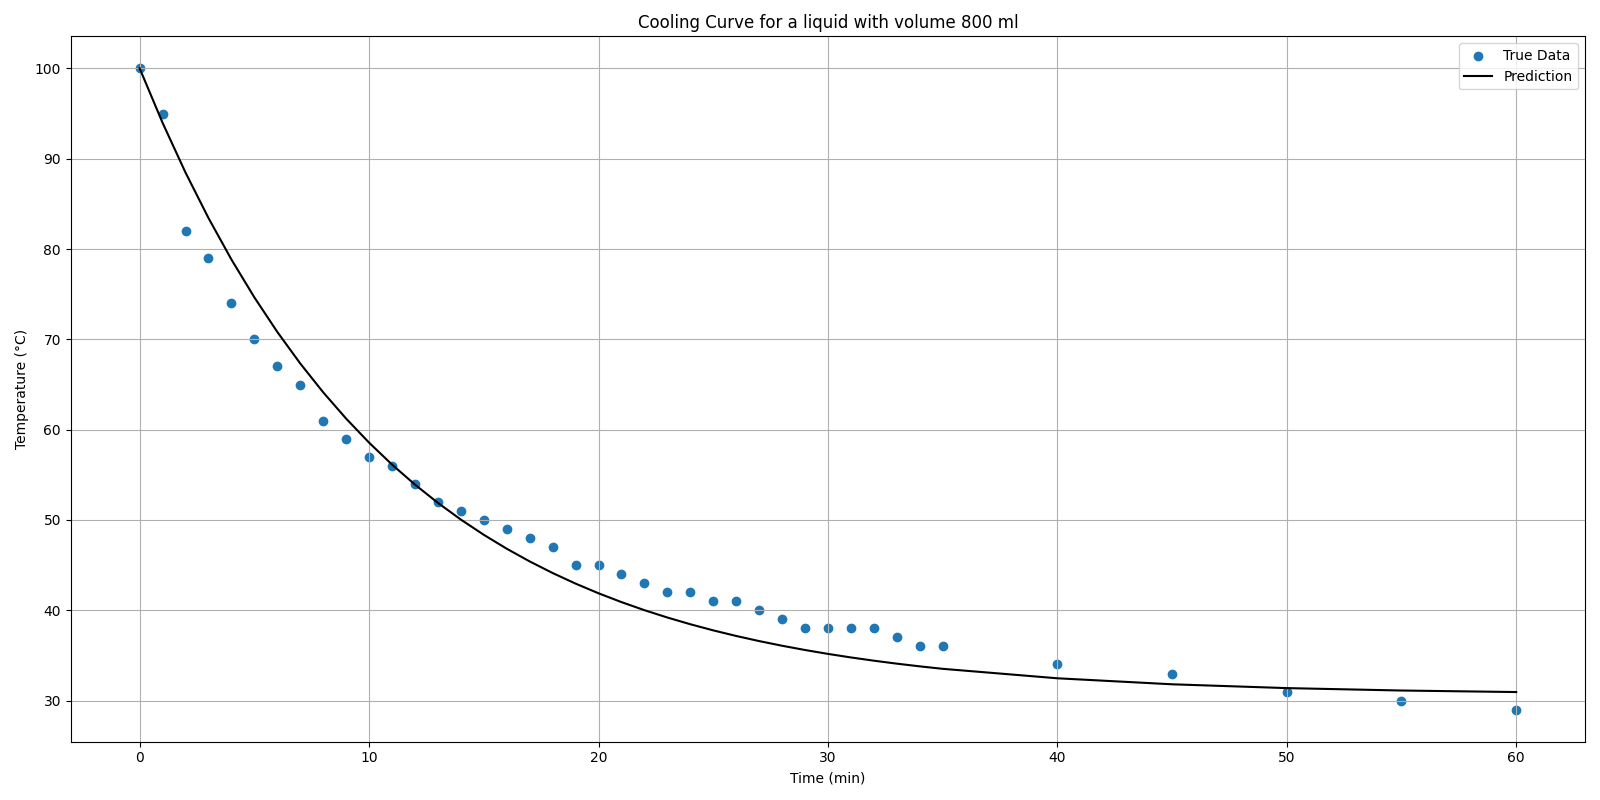 Cooling Curve for a liquid with volume 800 ml
True Data
Prediction
100
90
80
70
60
50
40
30
Temperature (°C)
0 10 20 30 40 50 60
Time (min)